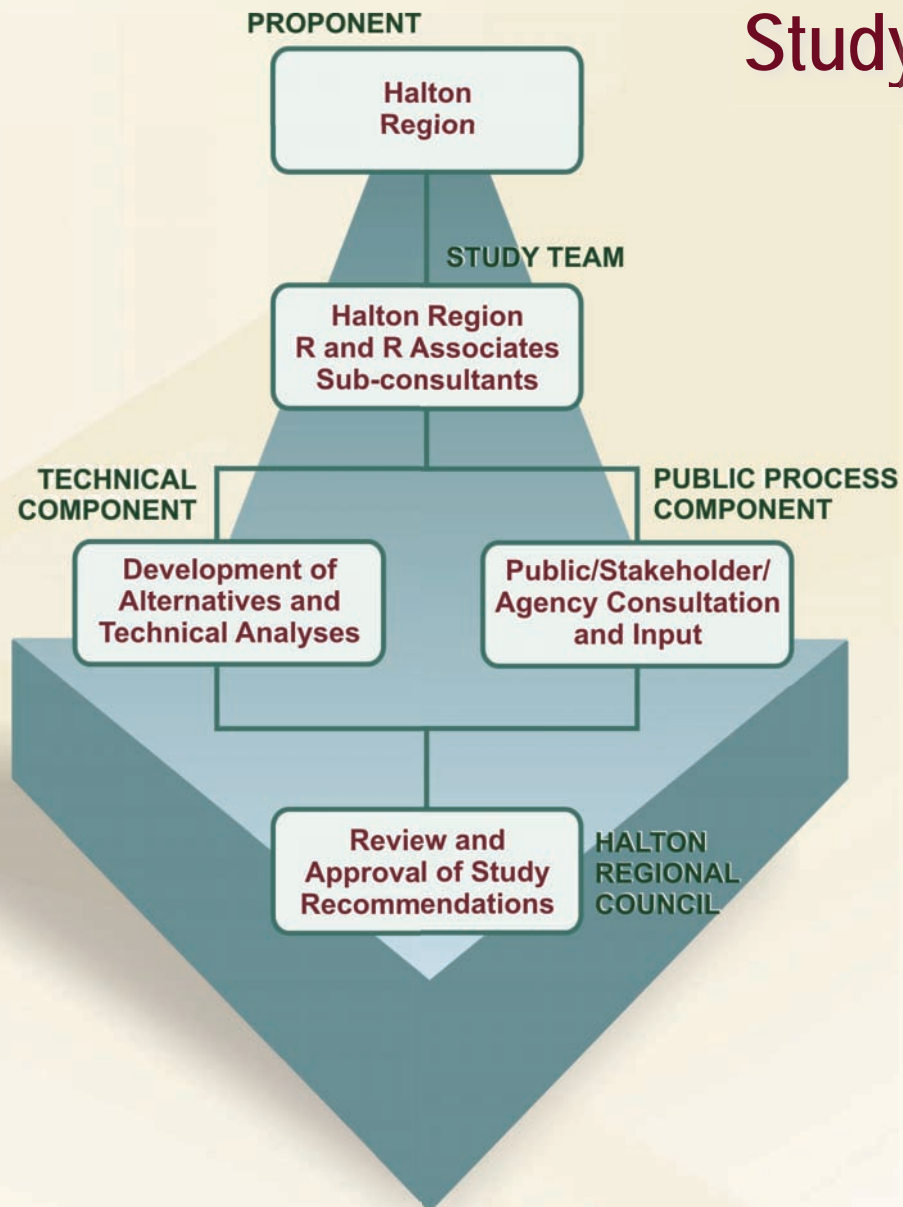 Study
PROPONENT
Halton
Region
STUDY TEAM
Halton Region
R and R Associates
Sub-consultants
TECHNICAL
COMPONENT
PUBLIC PROCESS
COMPONENT
Development of
Alternatives and
Technical Analyses
Public/Stakeholder/
Agency Consultation
and Input
Review and
Approval of Study
Recommendations
HALTON
REGIONAL
COUNCIL